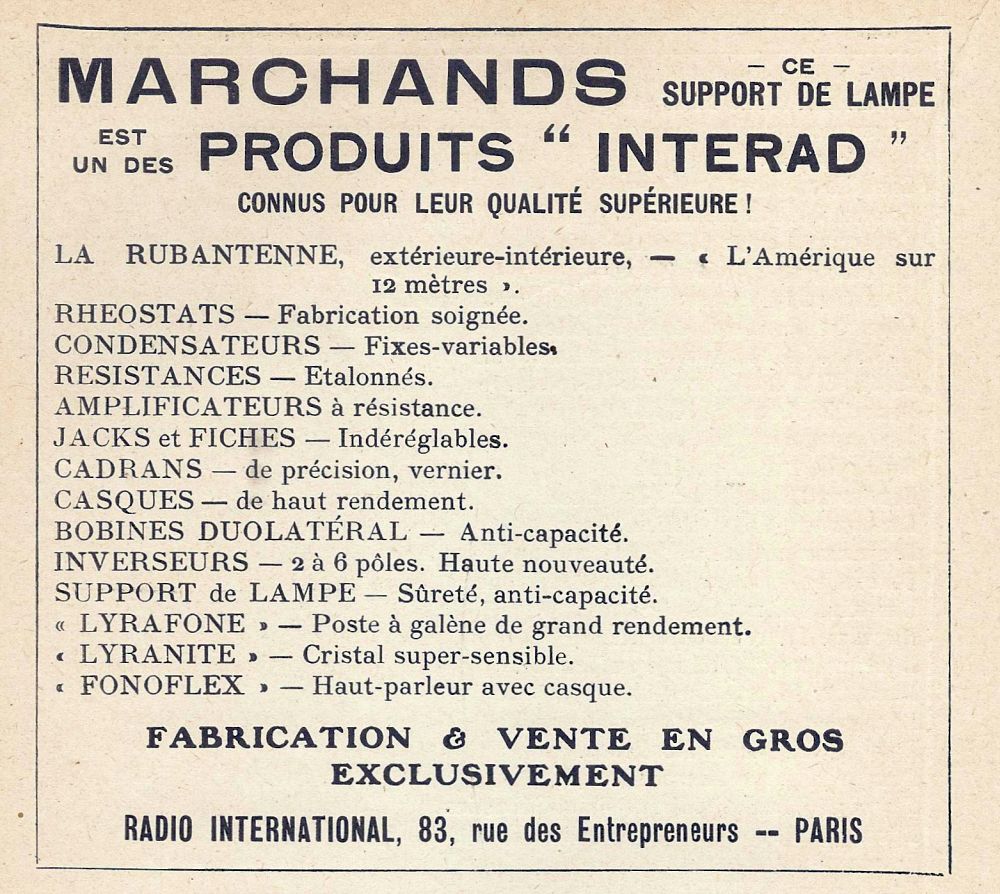 MARCHANDS — CE — SUPPORT DE LAMPE
EST UN DES PRODUITS “ INTERAD ”
CONNUS POUR LEUR QUALITÉ SUPÉRIEURE !
LA RUBANTENNE, extérieure-intérieure, — « L'Amérique sur
12 mètres ».
RHEOSTATS — Fabrication soignée.
CONDENSATEURS — Fixes-variables.
RESISTANCES — Etalonnés.
AMPLIFICATEURS à résistance.
JACKS et FICHES — Indéréglables.
CADRANS — de précision, vernier.
CASQUES — de haut rendement.
BOBINES DUOLATÉRAL — Anti-capacité.
INVERSEURS — 2 à 6 pôles. Haute nouveauté.
SUPPORT de LAMPE — Sûreté, anti-capacité.
« LYRAFONE » — Poste à galène de grand rendement.
« LYRANITE » — Cristal super-sensible.
« FONOFLEX » — Haut-parleur avec casque.
FABRICATION & VENTE EN GROS
EXCLUSIVEMENT
RADIO INTERNATIONAL, 83, rue des Entrepreneurs -- PARIS